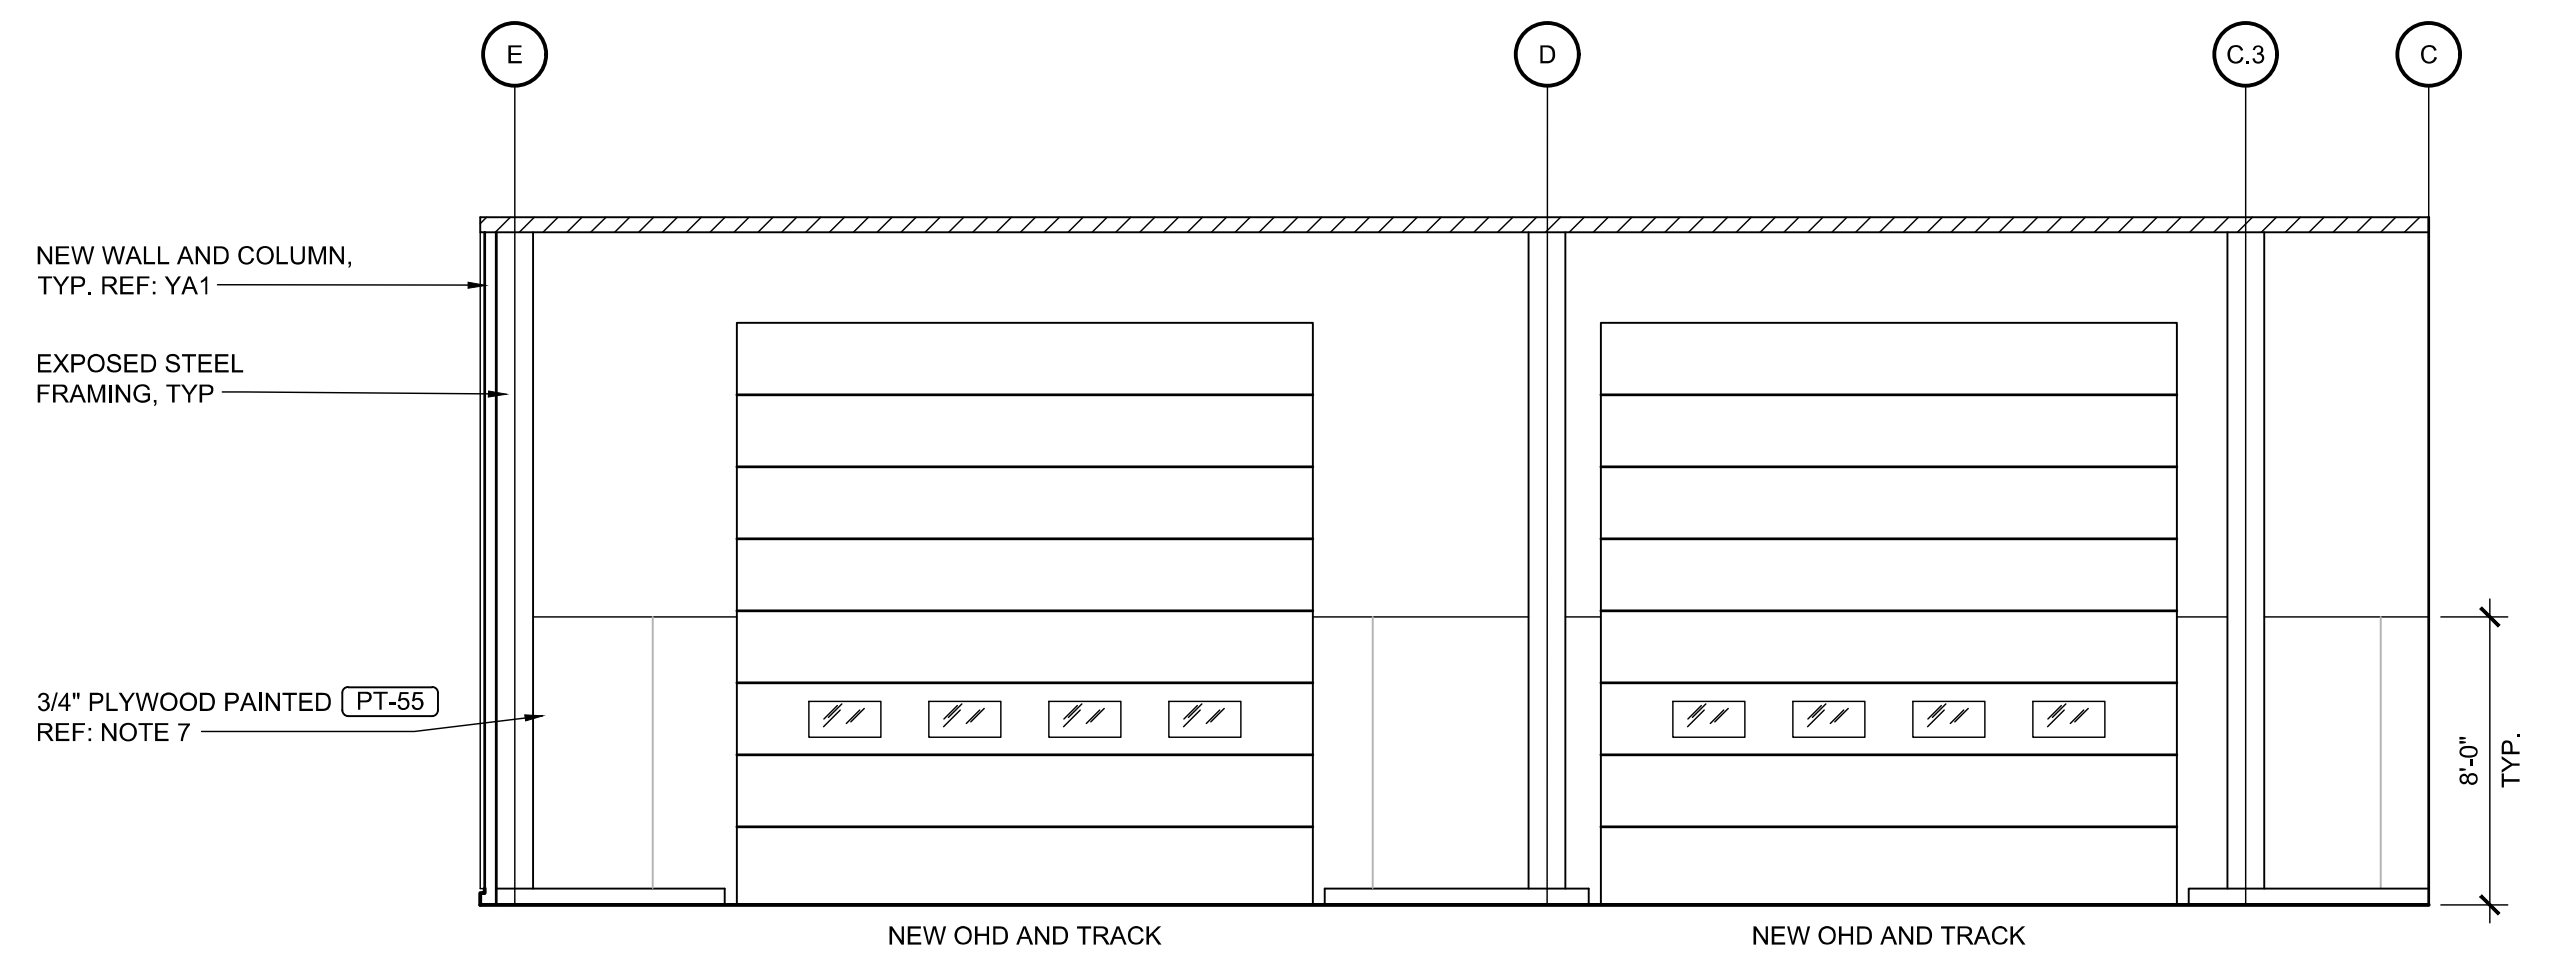 E
D
C.3
C
NEW WALL AND COLUMN,
TYP. REF: YA1
EXPOSED STEEL
FRAMING, TYP
3/4" PLYWOOD PAINTED PT-55
REF: NOTE 7
8'-0"
TYP.
NEW OHD AND TRACK
NEW OHD AND TRACK